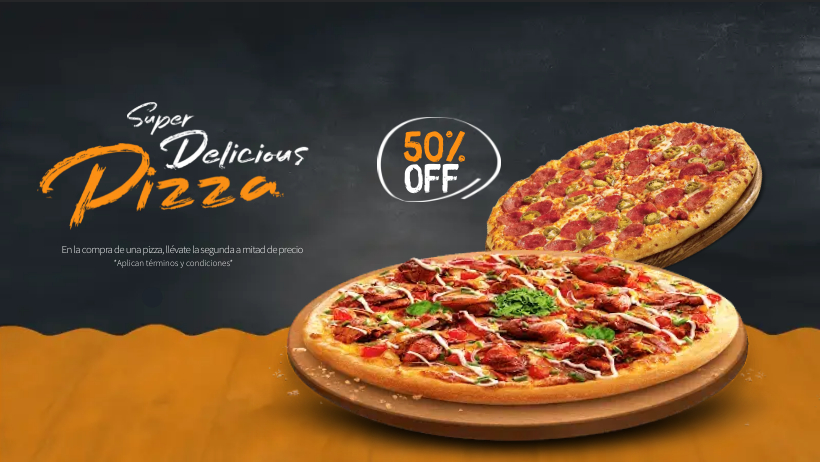 Super
Delicious
Pizza
50%
OFF
En la compra de una pizza, llévate la segunda a mitad de precio
*Aplican términos y condiciones*